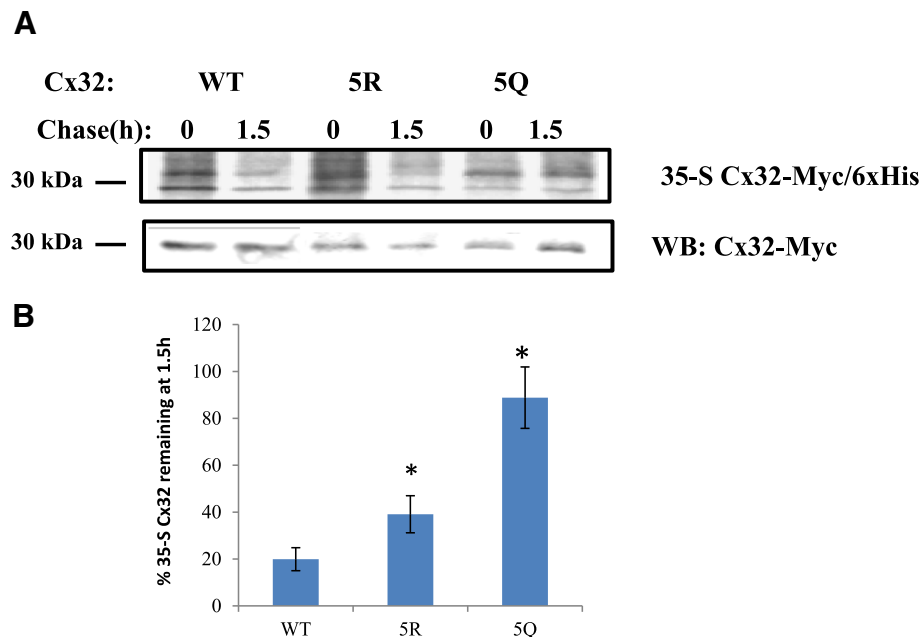 A
Cx32: WT 5R 5Q
Chase(h): 0 1.5 0 1.5 0 1.5
30 kDa 35-S Cx32-Myc/6xHis
30 kDa WB: Cx32-Myc
B
% 35-S Cx32 remaining at 1.5h
120
100
80
60
40
20
0
* *
WT 5R 5Q